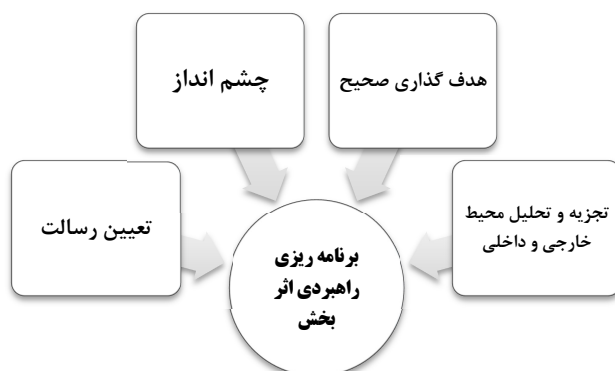 هدف گذاری صحیح
چشم انداز
تجزیه و تحلیل محیط
خارجی و داخلی
تعیین رسالت
برنامه ریزی
راهبردی اثر
بخش